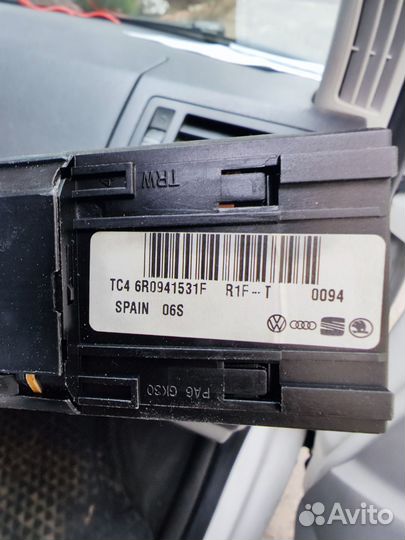 TRW
TC4 6R0941531F R1F--T 0094
SPAIN 06S
PA6 GK30
Avito